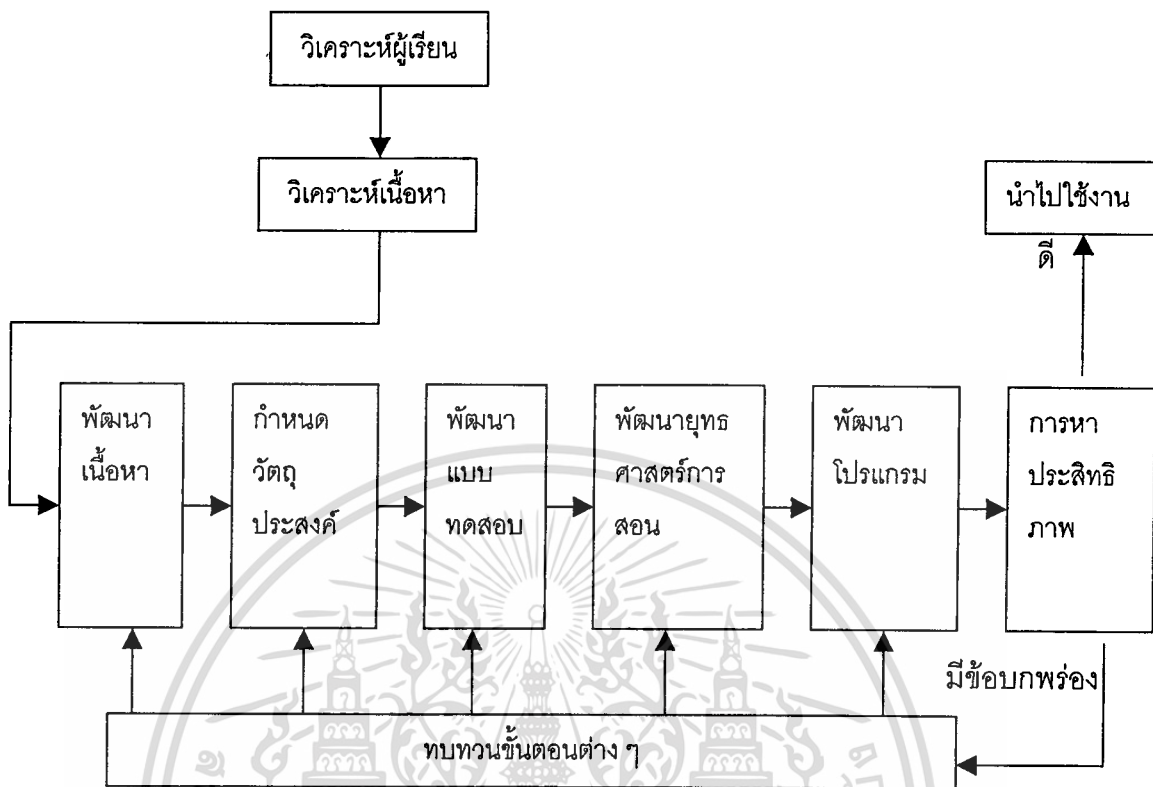 วิเคราะห์ผู้เรียน
วิเคราะห์เนื้อหา
นำไปใช้งาน
ดี
พัฒนา
เนื้อหา
กำหนด
วัตถุ
ประสงค์
พัฒนา
แบบ
ทดสอบ
พัฒนายุทธ
ศาสตร์การ
สอน
พัฒนา
โปรแกรม
การหา
ประสิทธิ
ภาพ
มีข้อบกพร่อง
ทบทวนขั้นตอนต่าง ๆ